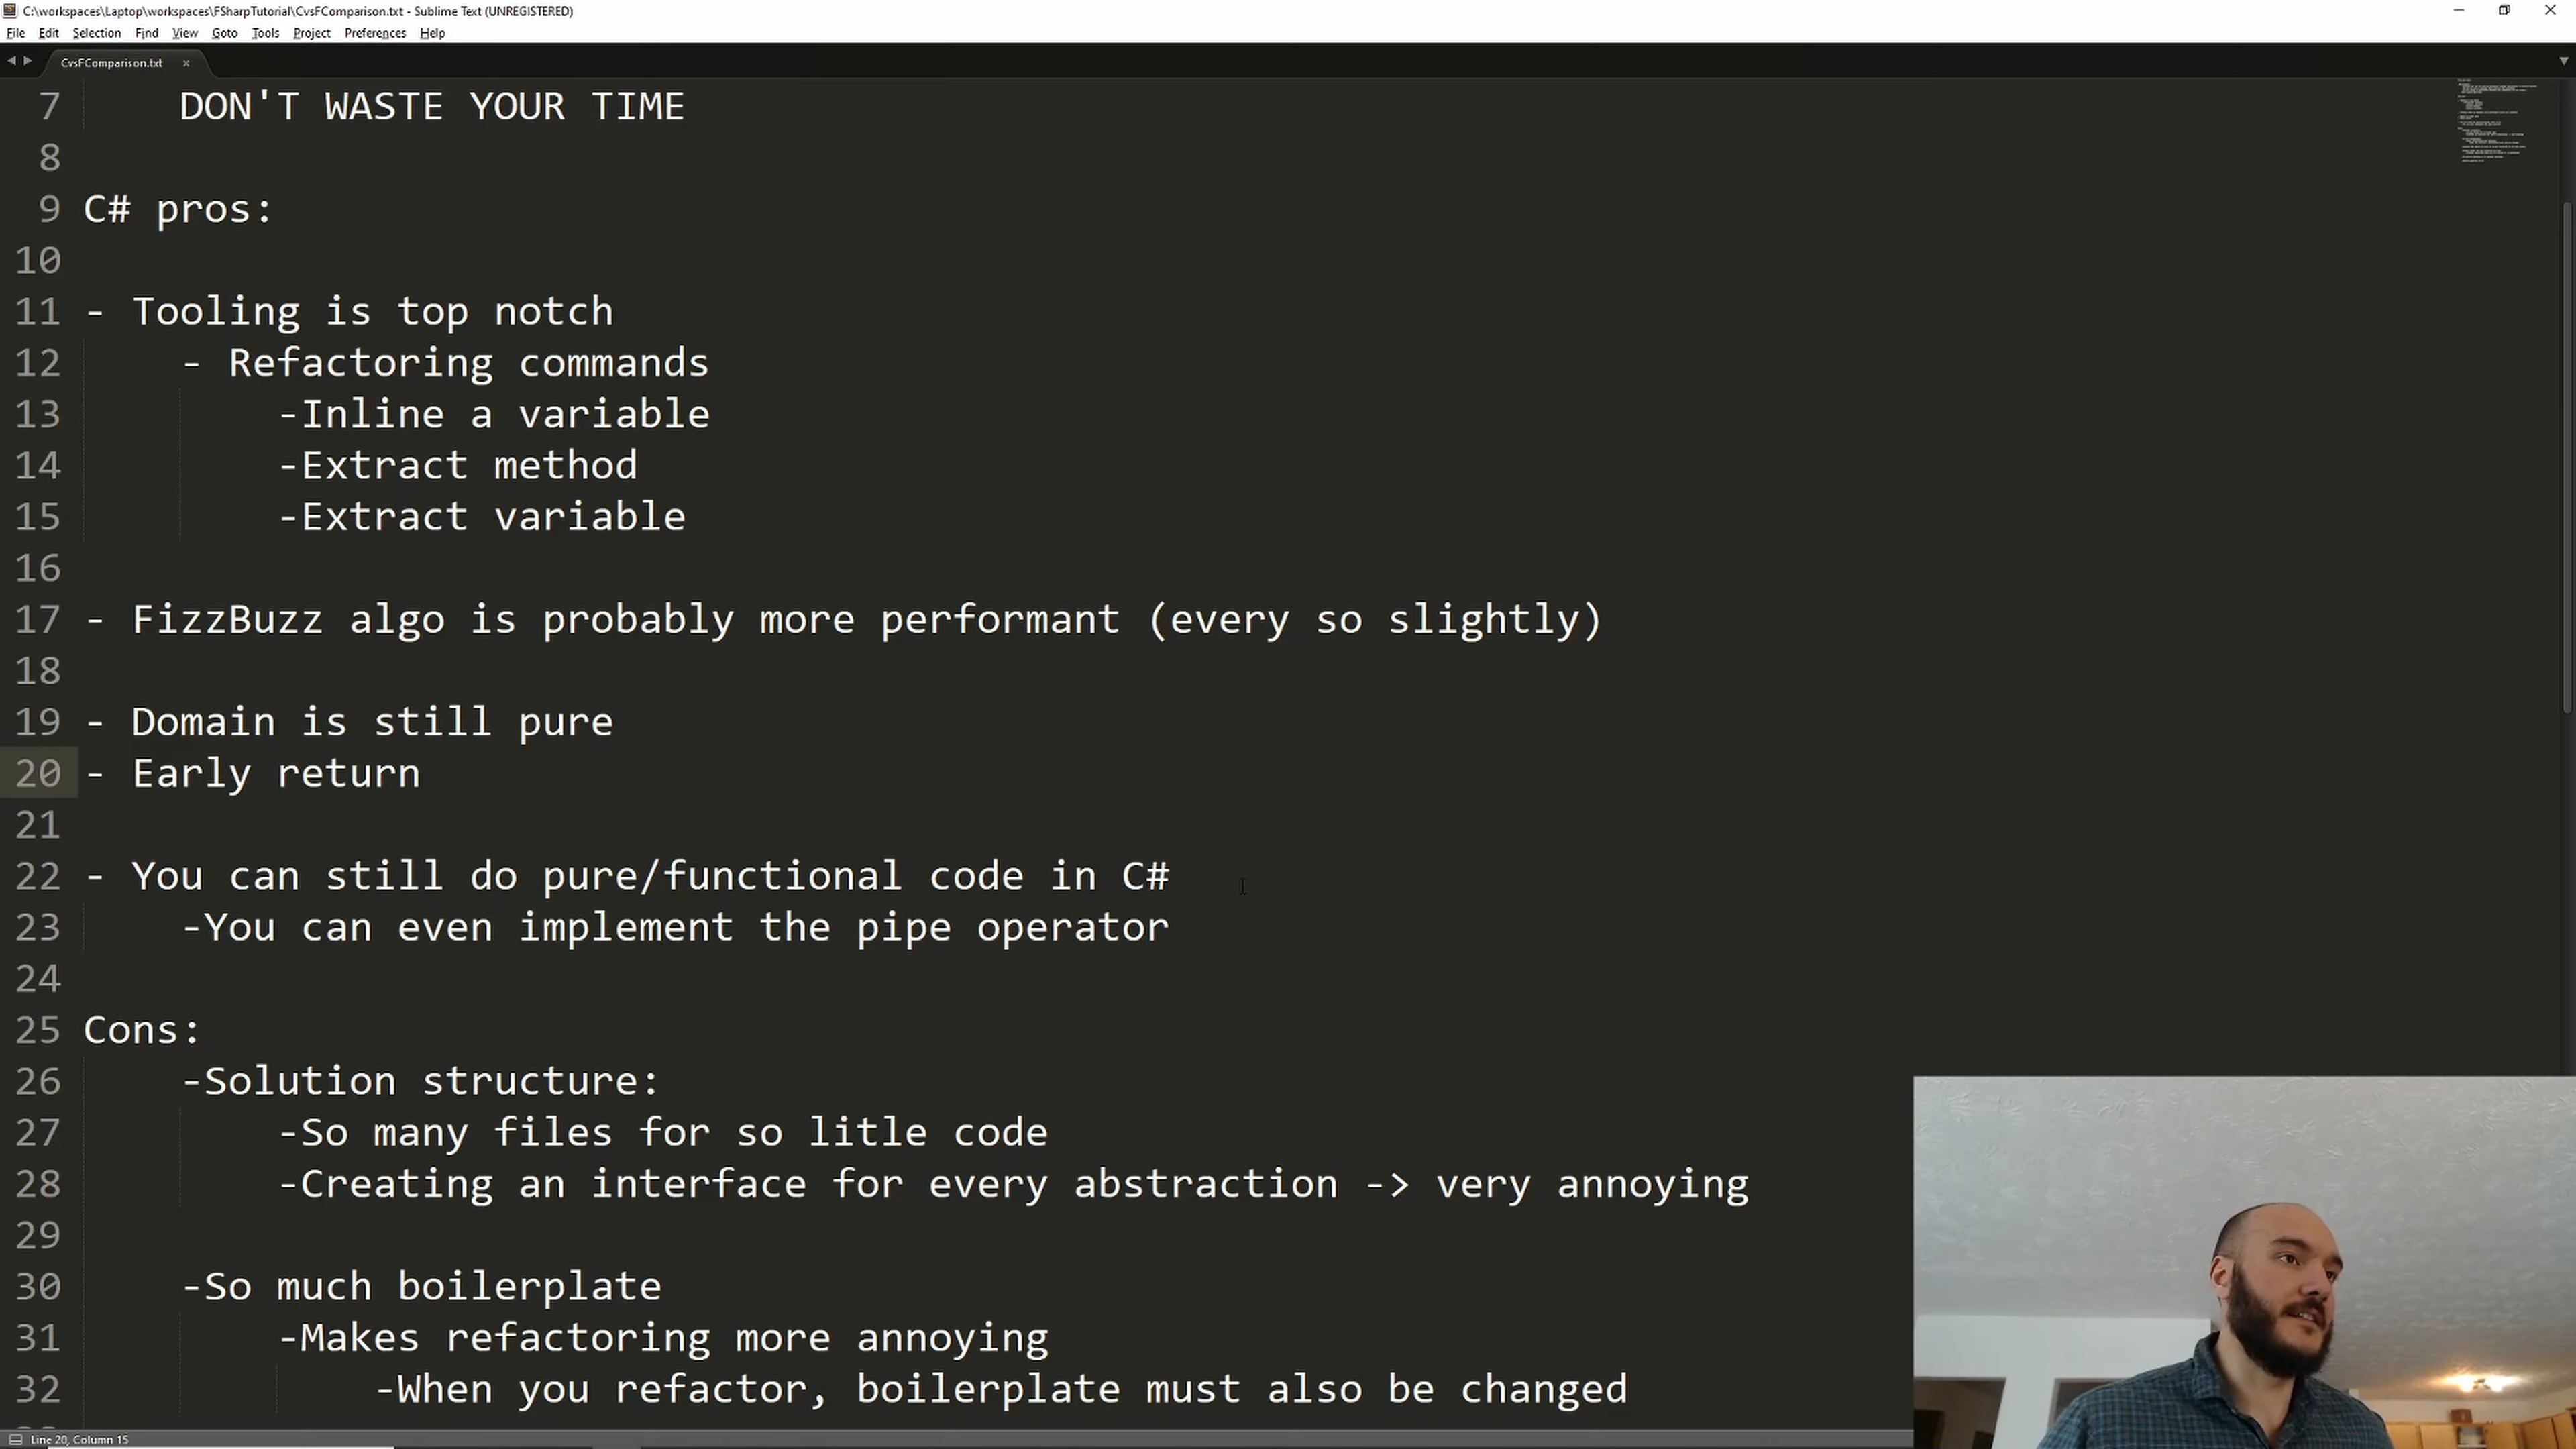 C:\workspaces\Laptop\workspaces\FSharpTutorial\CvsFComparison.txt - Sublime Text (UNREGISTERED)
File Edit Selection Find View Goto Tools Project Preferences Help
CvsFComparison.txt
7 DON'T WASTE YOUR TIME
8
9 C# pros:
10
11 - Tooling is top notch
12 - Refactoring commands
13 -Inline a variable
14 -Extract method
15 -Extract variable
16
17 - FizzBuzz algo is probably more performant (every so slightly)
18
19 - Domain is still pure
20 - Early return
21
22 - You can still do pure/functional code in C#
23 -You can even implement the pipe operator
24
25 Cons:
26 -Solution structure:
27 -So many files for so litle code
28 -Creating an interface for every abstraction -> very annoying
29
30 -So much boilerplate
31 -Makes refactoring more annoying
32 -When you refactor, boilerplate must also be changed
Line 20, Column 15